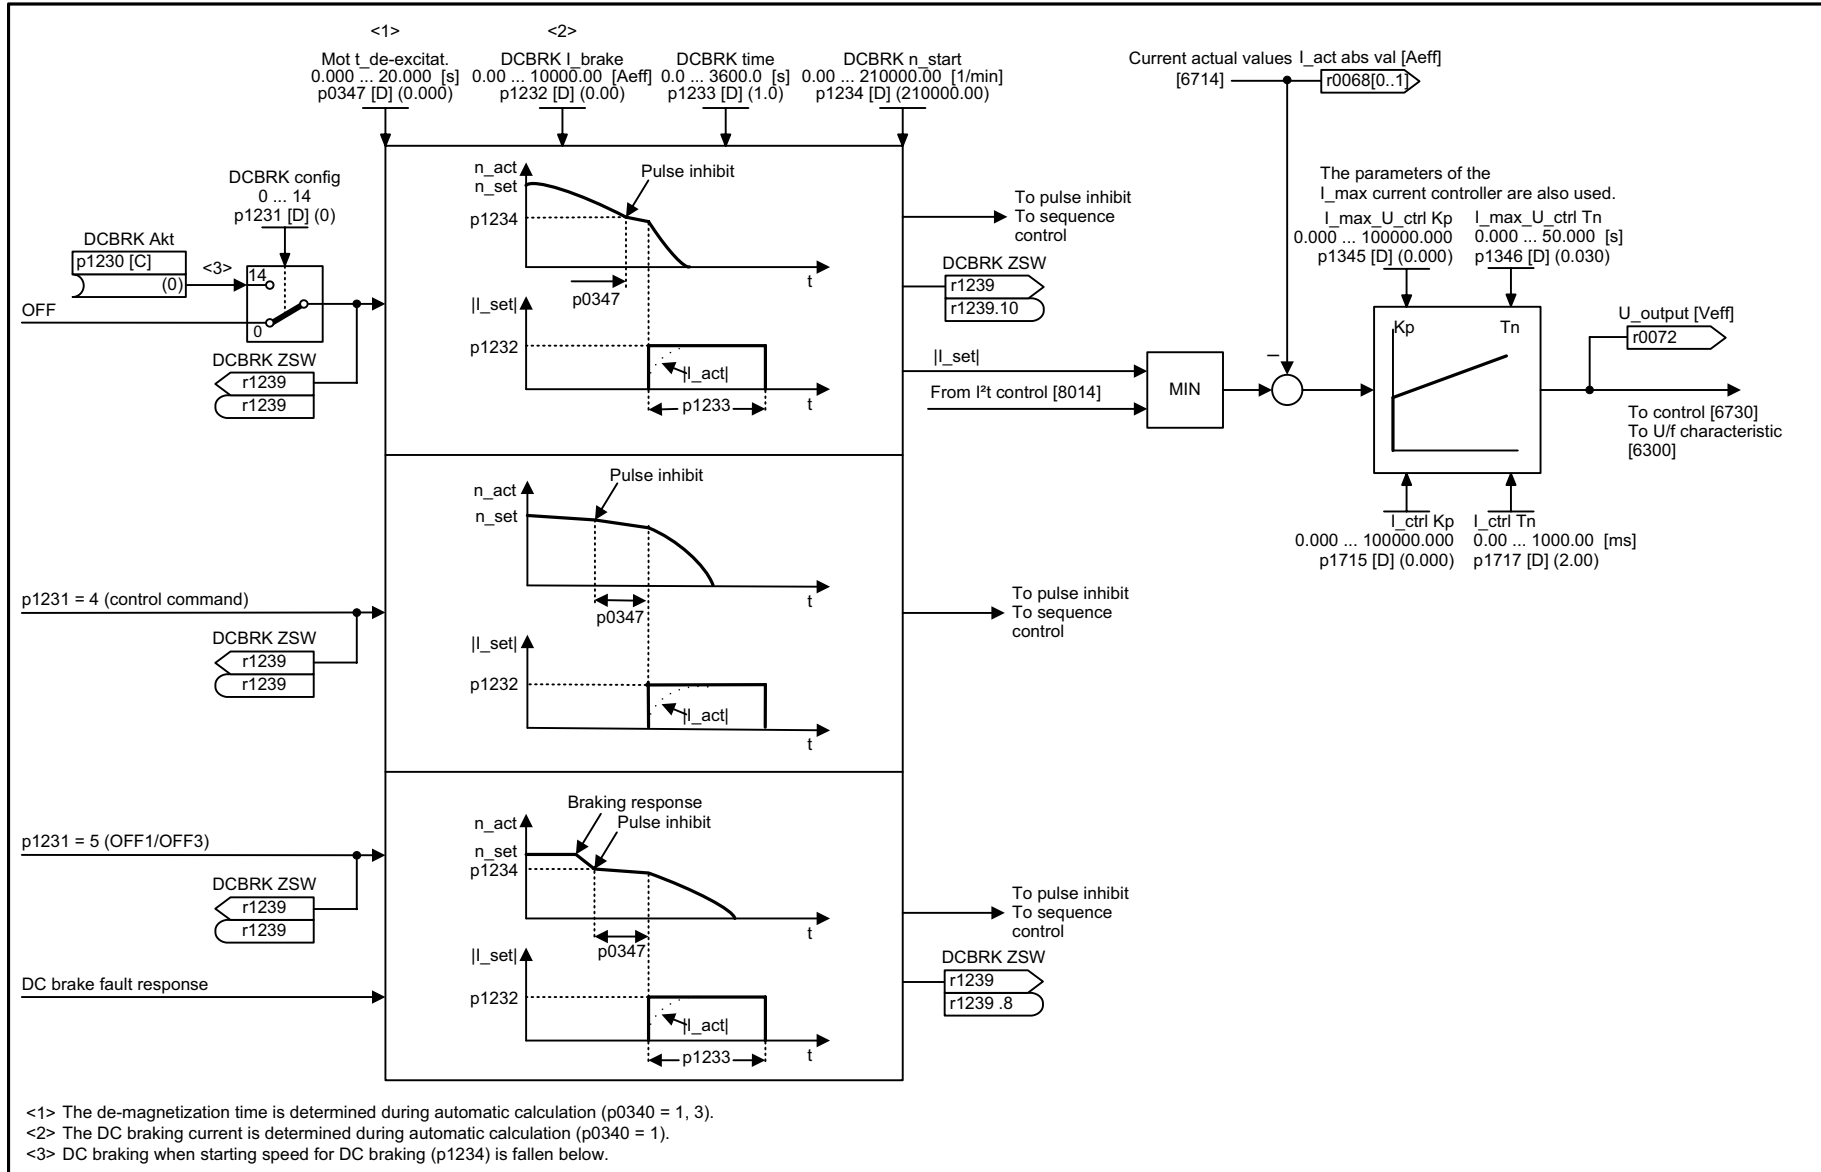 <1>
Mot t_de-excitat.
0.000 ... 20.000 [s]
p0347 [D] (0.000)
<2>
DCBRK I_brake
0.00 ... 10000.00 [Aeff]
p1232 [D] (0.00)
DCBRK time
0.0 ... 3600.0 [s]
p1233 [D] (1.0)
DCBRK n_start
0.00 ... 210000.00 [1/min]
p1234 [D] (210000.00)
Current actual values
[6714]
I_act abs val [Aeff]
r0068[0..1]
DCBRK config
0 ... 14
p1231 [D] (0)
DCBRK Akt
p1230 [C]
(0)
<3>
14
0
OFF
DCBRK ZSW
r1239
r1239
n_act
n_set
p1234
Pulse inhibit
t
p0347
|I_set|
p1232
|I_act|
t
p1233
To pulse inhibit
To sequence
control
DCBRK ZSW
r1239
r1239.10
|I_set|
From I²t control [8014]
MIN
–
The parameters of the
I_max current controller are also used.
I_max_U_ctrl Kp
0.000 ... 100000.000
p1345 [D] (0.000)
I_max_U_ctrl Tn
0.000 ... 50.000 [s]
p1346 [D] (0.030)
Kp
Tn
U_output [Veff]
r0072
To control [6730]
To U/f characteristic
[6300]
I_ctrl Kp
0.000 ... 100000.000
p1715 [D] (0.000)
I_ctrl Tn
0.00 ... 1000.00 [ms]
p1717 [D] (2.00)
p1231 = 4 (control command)
DCBRK ZSW
r1239
r1239
n_act
n_set
Pulse inhibit
t
p0347
|I_set|
p1232
|I_act|
t
To pulse inhibit
To sequence
control
p1231 = 5 (OFF1/OFF3)
DCBRK ZSW
r1239
r1239
DC brake fault response
Braking response
Pulse inhibit
n_act
n_set
p1234
t
p0347
|I_set|
p1232
|I_act|
t
p1233
To pulse inhibit
To sequence
control
DCBRK ZSW
r1239
r1239 .8
<1> The de-magnetization time is determined during automatic calculation (p0340 = 1, 3).
<2> The DC braking current is determined during automatic calculation (p0340 = 1).
<3> DC braking when starting speed for DC braking (p1234) is fallen below.